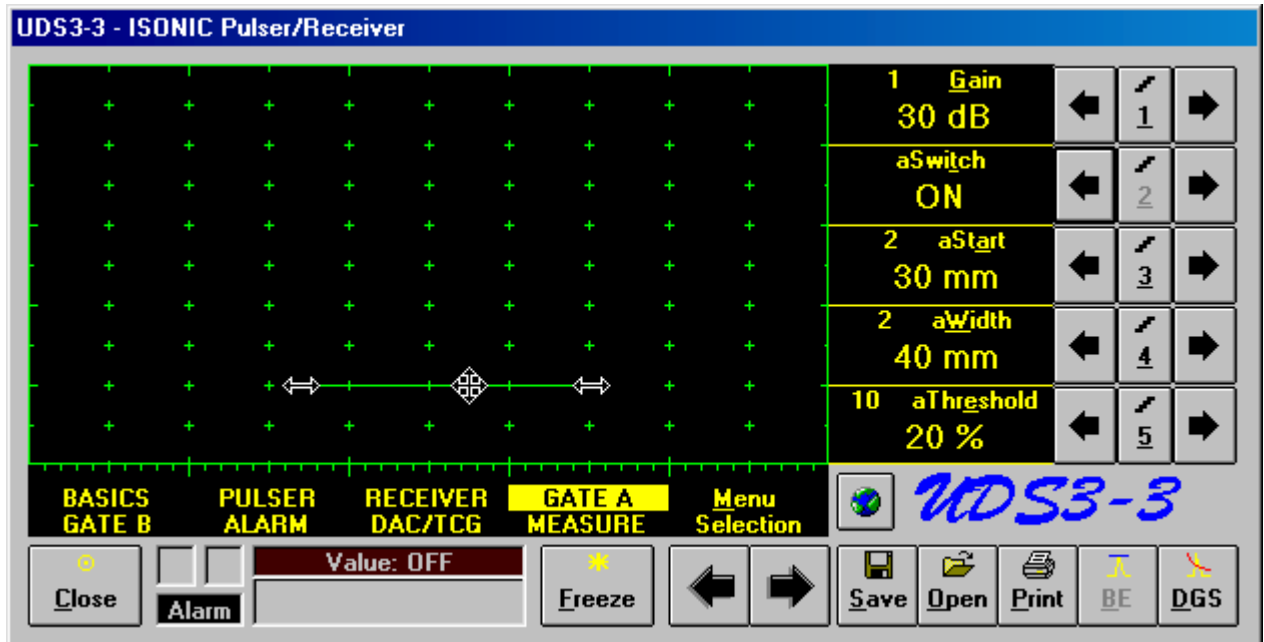 UDS3-3 - ISONIC Pulser/Receiver
1 Gain
30 dB
1
aSwitch
ON
2
2 aStart
30 mm
3
2 aWidth
40 mm
4
10 aThreshold
20 %
5
BASICS PULSER RECEIVER GATE A Menu
GATE B ALARM DAC/TCG MEASURE Selection
UDS3-3
Close
Alarm
Value: OFF
Freeze
Save
Open
Print
BE
DGS